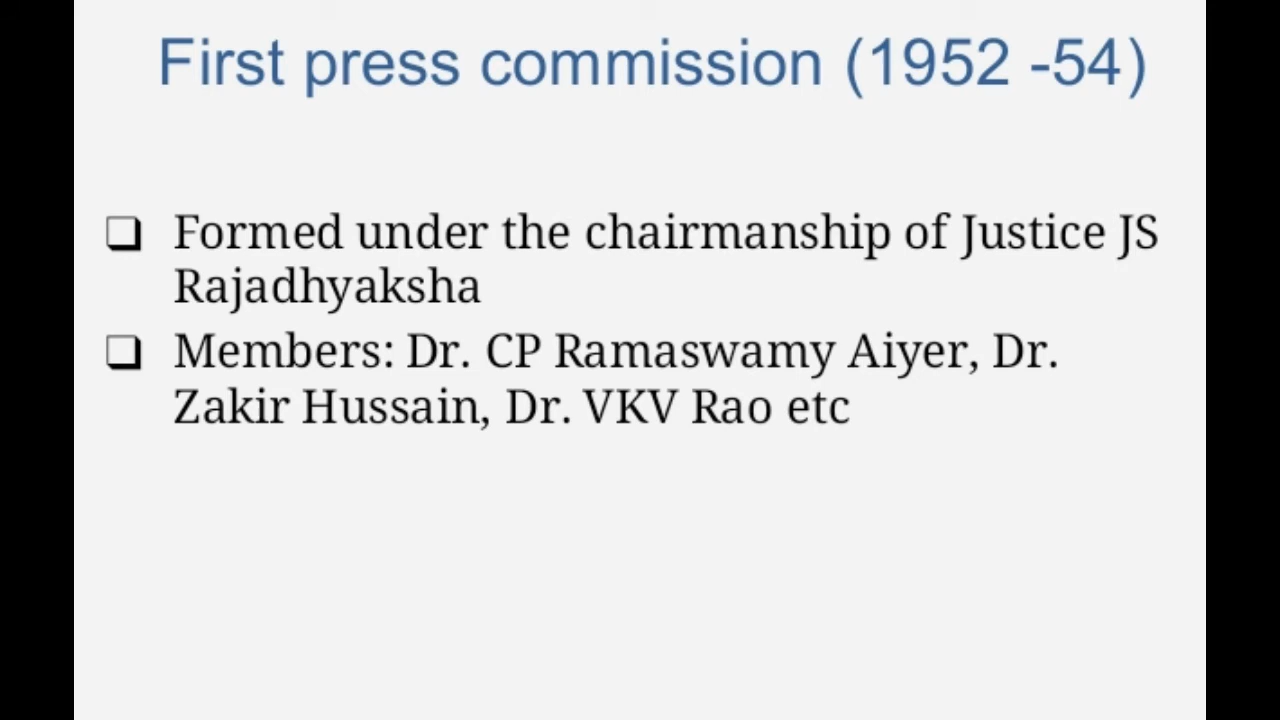 First press commission (1952 -54)
❑ Formed under the chairmanship of Justice JS
Rajadhyaksha
❑ Members: Dr. CP Ramaswamy Aiyer, Dr.
Zakir Hussain, Dr. VKV Rao etc